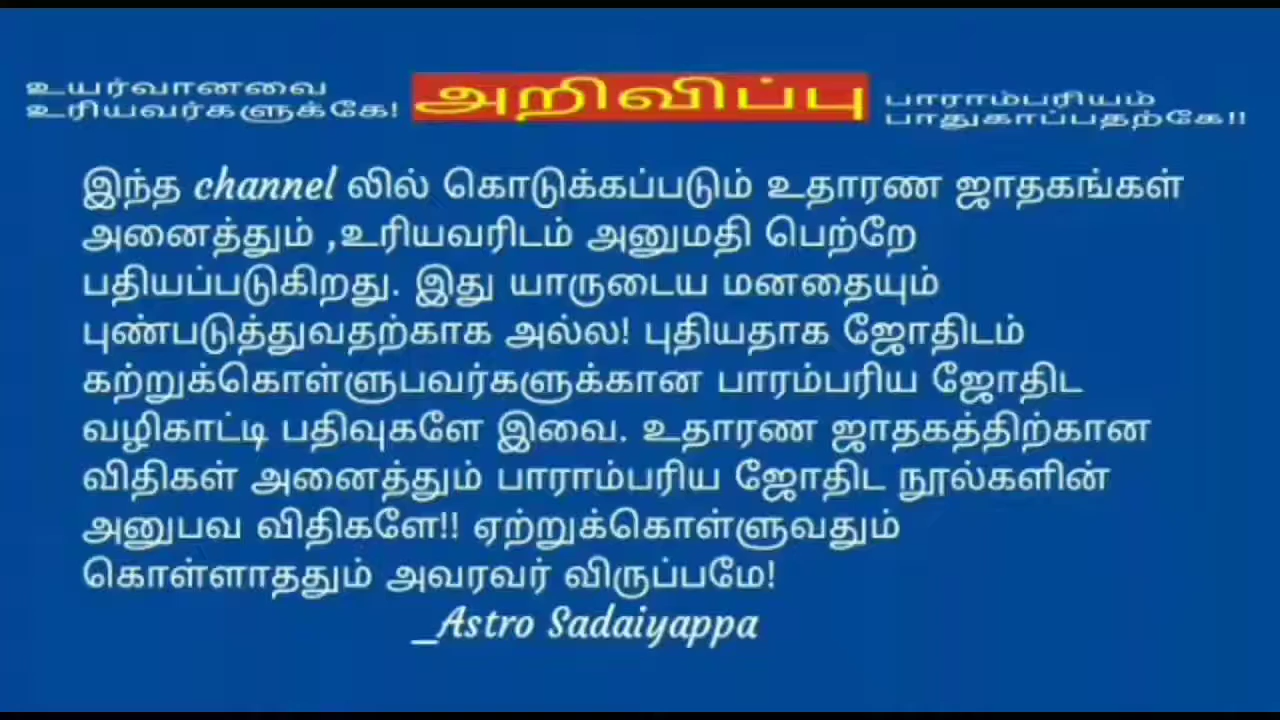 உயர்வானவை
உரியவர்களுக்கே!
அறிவிப்பு
பாராம்பரியம்
பாதுகாப்பதற்கே!!
இந்த channel லில் கொடுக்கப்படும் உதாரண ஜாதகங்கள்
அனைத்தும் ,உரியவரிடம் அனுமதி பெற்றே
பதியப்படுகிறது. இது யாருடைய மனதையும்
புண்படுத்துவதற்காக அல்ல! புதியதாக ஜோதிடம்
கற்றுக்கொள்ளுபவர்களுக்கான பாரம்பரிய ஜோதிட
வழிகாட்டி பதிவுகளே இவை. உதாரண ஜாதகத்திற்கான
விதிகள் அனைத்தும் பாராம்பரிய ஜோதிட நூல்களின்
அனுபவ விதிகளே!! ஏற்றுக்கொள்ளுவதும்
கொள்ளாததும் அவரவர் விருப்பமே!
_Astro Sadaiyappa